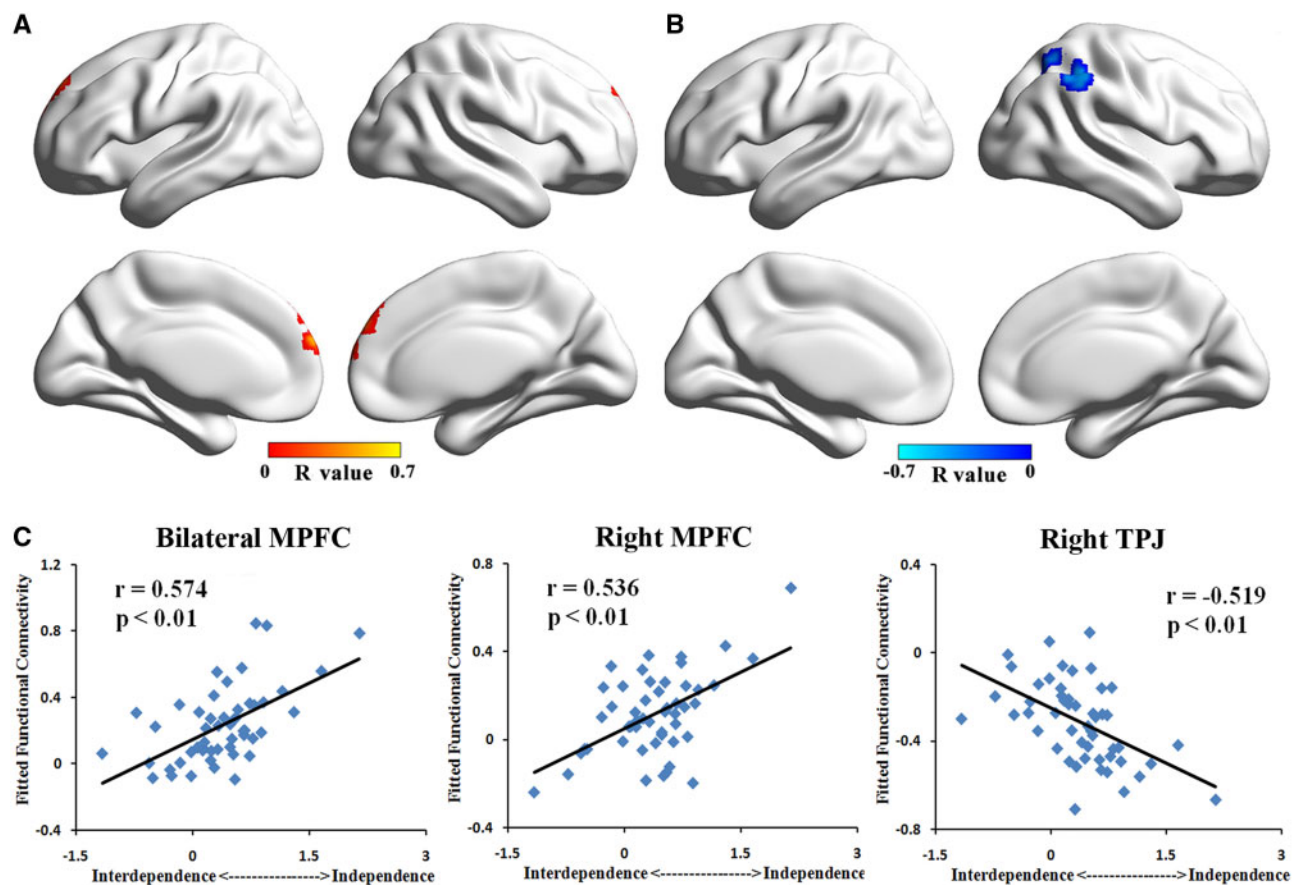 A
B
0 R value 0.7
-0.7 R value 0
C
Bilateral MPFC
Fitted Functional Connectivity
1.2
0.8
0.4
0
-0.4
r = 0.574
p < 0.01
-1.5 0 1.5 3
Interdependence <--------------> Independence
Right MPFC
Fitted Functional Connectivity
0.8
0.4
0
-0.4
r = 0.536
p < 0.01
-1.5 0 1.5 3
Interdependence <--------------> Independence
Right TPJ
Fitted Functional Connectivity
0.4
0
-0.4
-0.8
r = -0.519
p < 0.01
-1.5 0 1.5 3
Interdependence <--------------> Independence